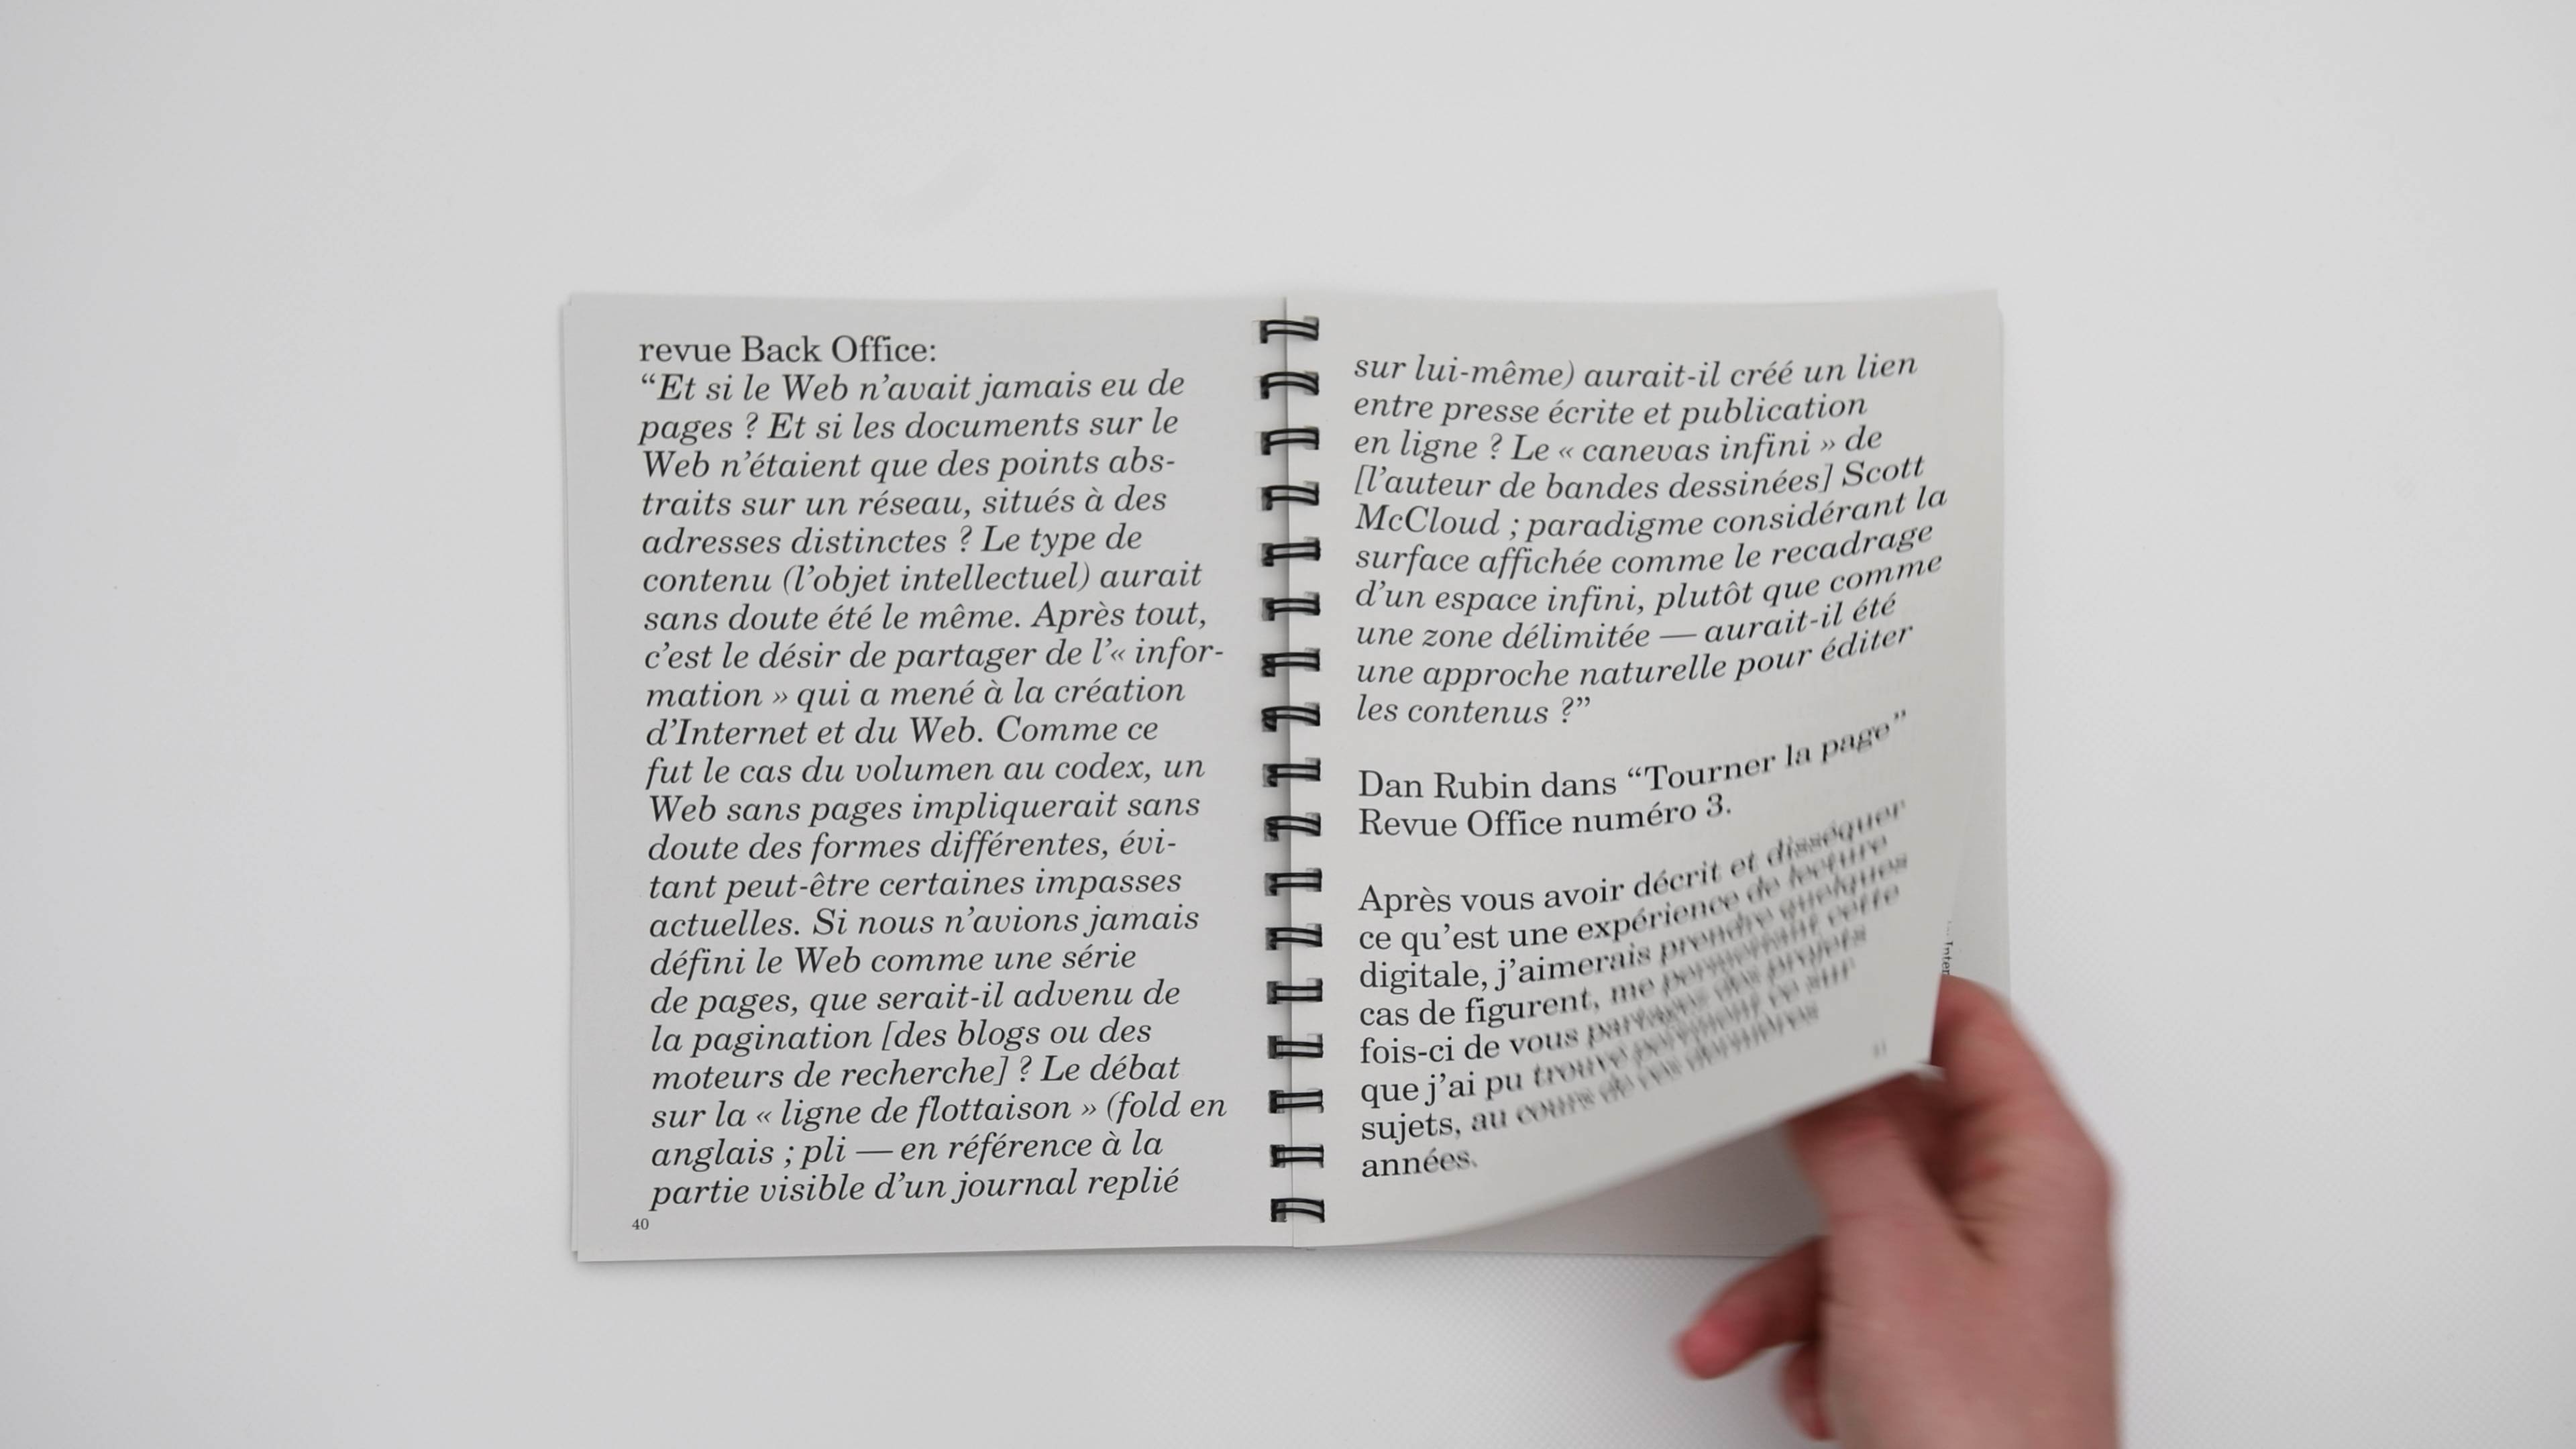 revue Back Office:
“Et si le Web n’avait jamais eu de
pages ? Et si les documents sur le
Web n’étaient que des points abs-
traits sur un réseau, situés à des
adresses distinctes ? Le type de
contenu (l’objet intellectuel) aurait
sans doute été le même. Après tout,
c’est le désir de partager de l’« infor-
mation » qui a mené à la création
d’Internet et du Web. Comme ce
fut le cas du volumen au codex, un
Web sans pages impliquerait sans
doute des formes différentes, évi-
tant peut-être certaines impasses
actuelles. Si nous n’avions jamais
défini le Web comme une série
de pages, que serait-il advenu de
la pagination [des blogs ou des
moteurs de recherche] ? Le débat
sur la « ligne de flottaison » (fold en
anglais ; pli — en référence à la
partie visible d’un journal replié
40
sur lui-même) aurait-il créé un lien
entre presse écrite et publication
en ligne ? Le « canevas infini » de
[l’auteur de bandes dessinées] Scott
McCloud ; paradigme considérant la
surface affichée comme le recadrage
d’un espace infini, plutôt que comme
une zone délimitée — aurait-il été
une approche naturelle pour éditer
les contenus ?”
Dan Rubin dans “Tourner la page”
Revue Office numéro 3.
Après vous avoir décrit et disséquer
ce qu’est une expérience de lecture
digitale, j’aimerais prendre quelques
cas de figurent, me permettant cette
fois-ci de vous partager des projets
que j’ai pu trouvé pertinent ce sur
sujets, au cours de ces dernières
années.